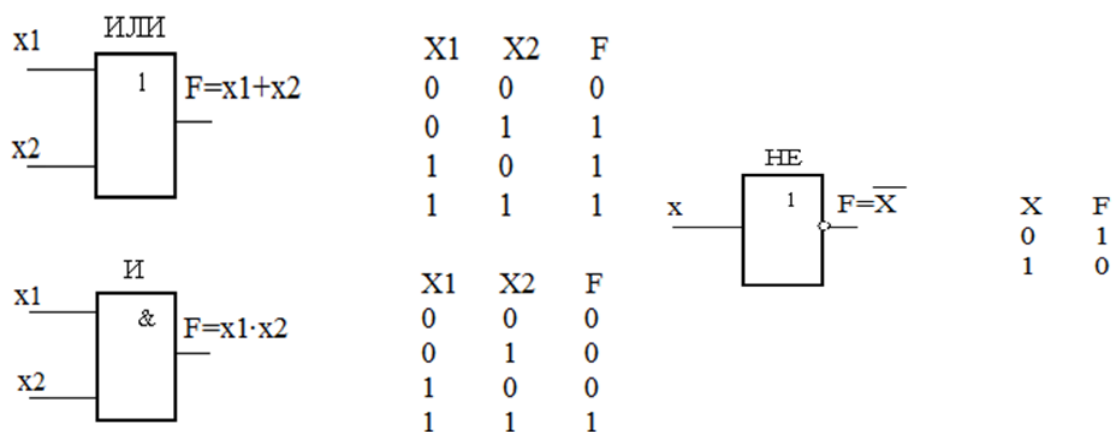 ИЛИ
x1
1
F=x1+x2
x2
X1 X2 F
0 0 0
0 1 1
1 0 1
1 1 1
НЕ
x
1
F=X̅
X F
0 1
1 0
И
x1
&
F=x1·x2
x2
X1 X2 F
0 0 0
0 1 0
1 0 0
1 1 1